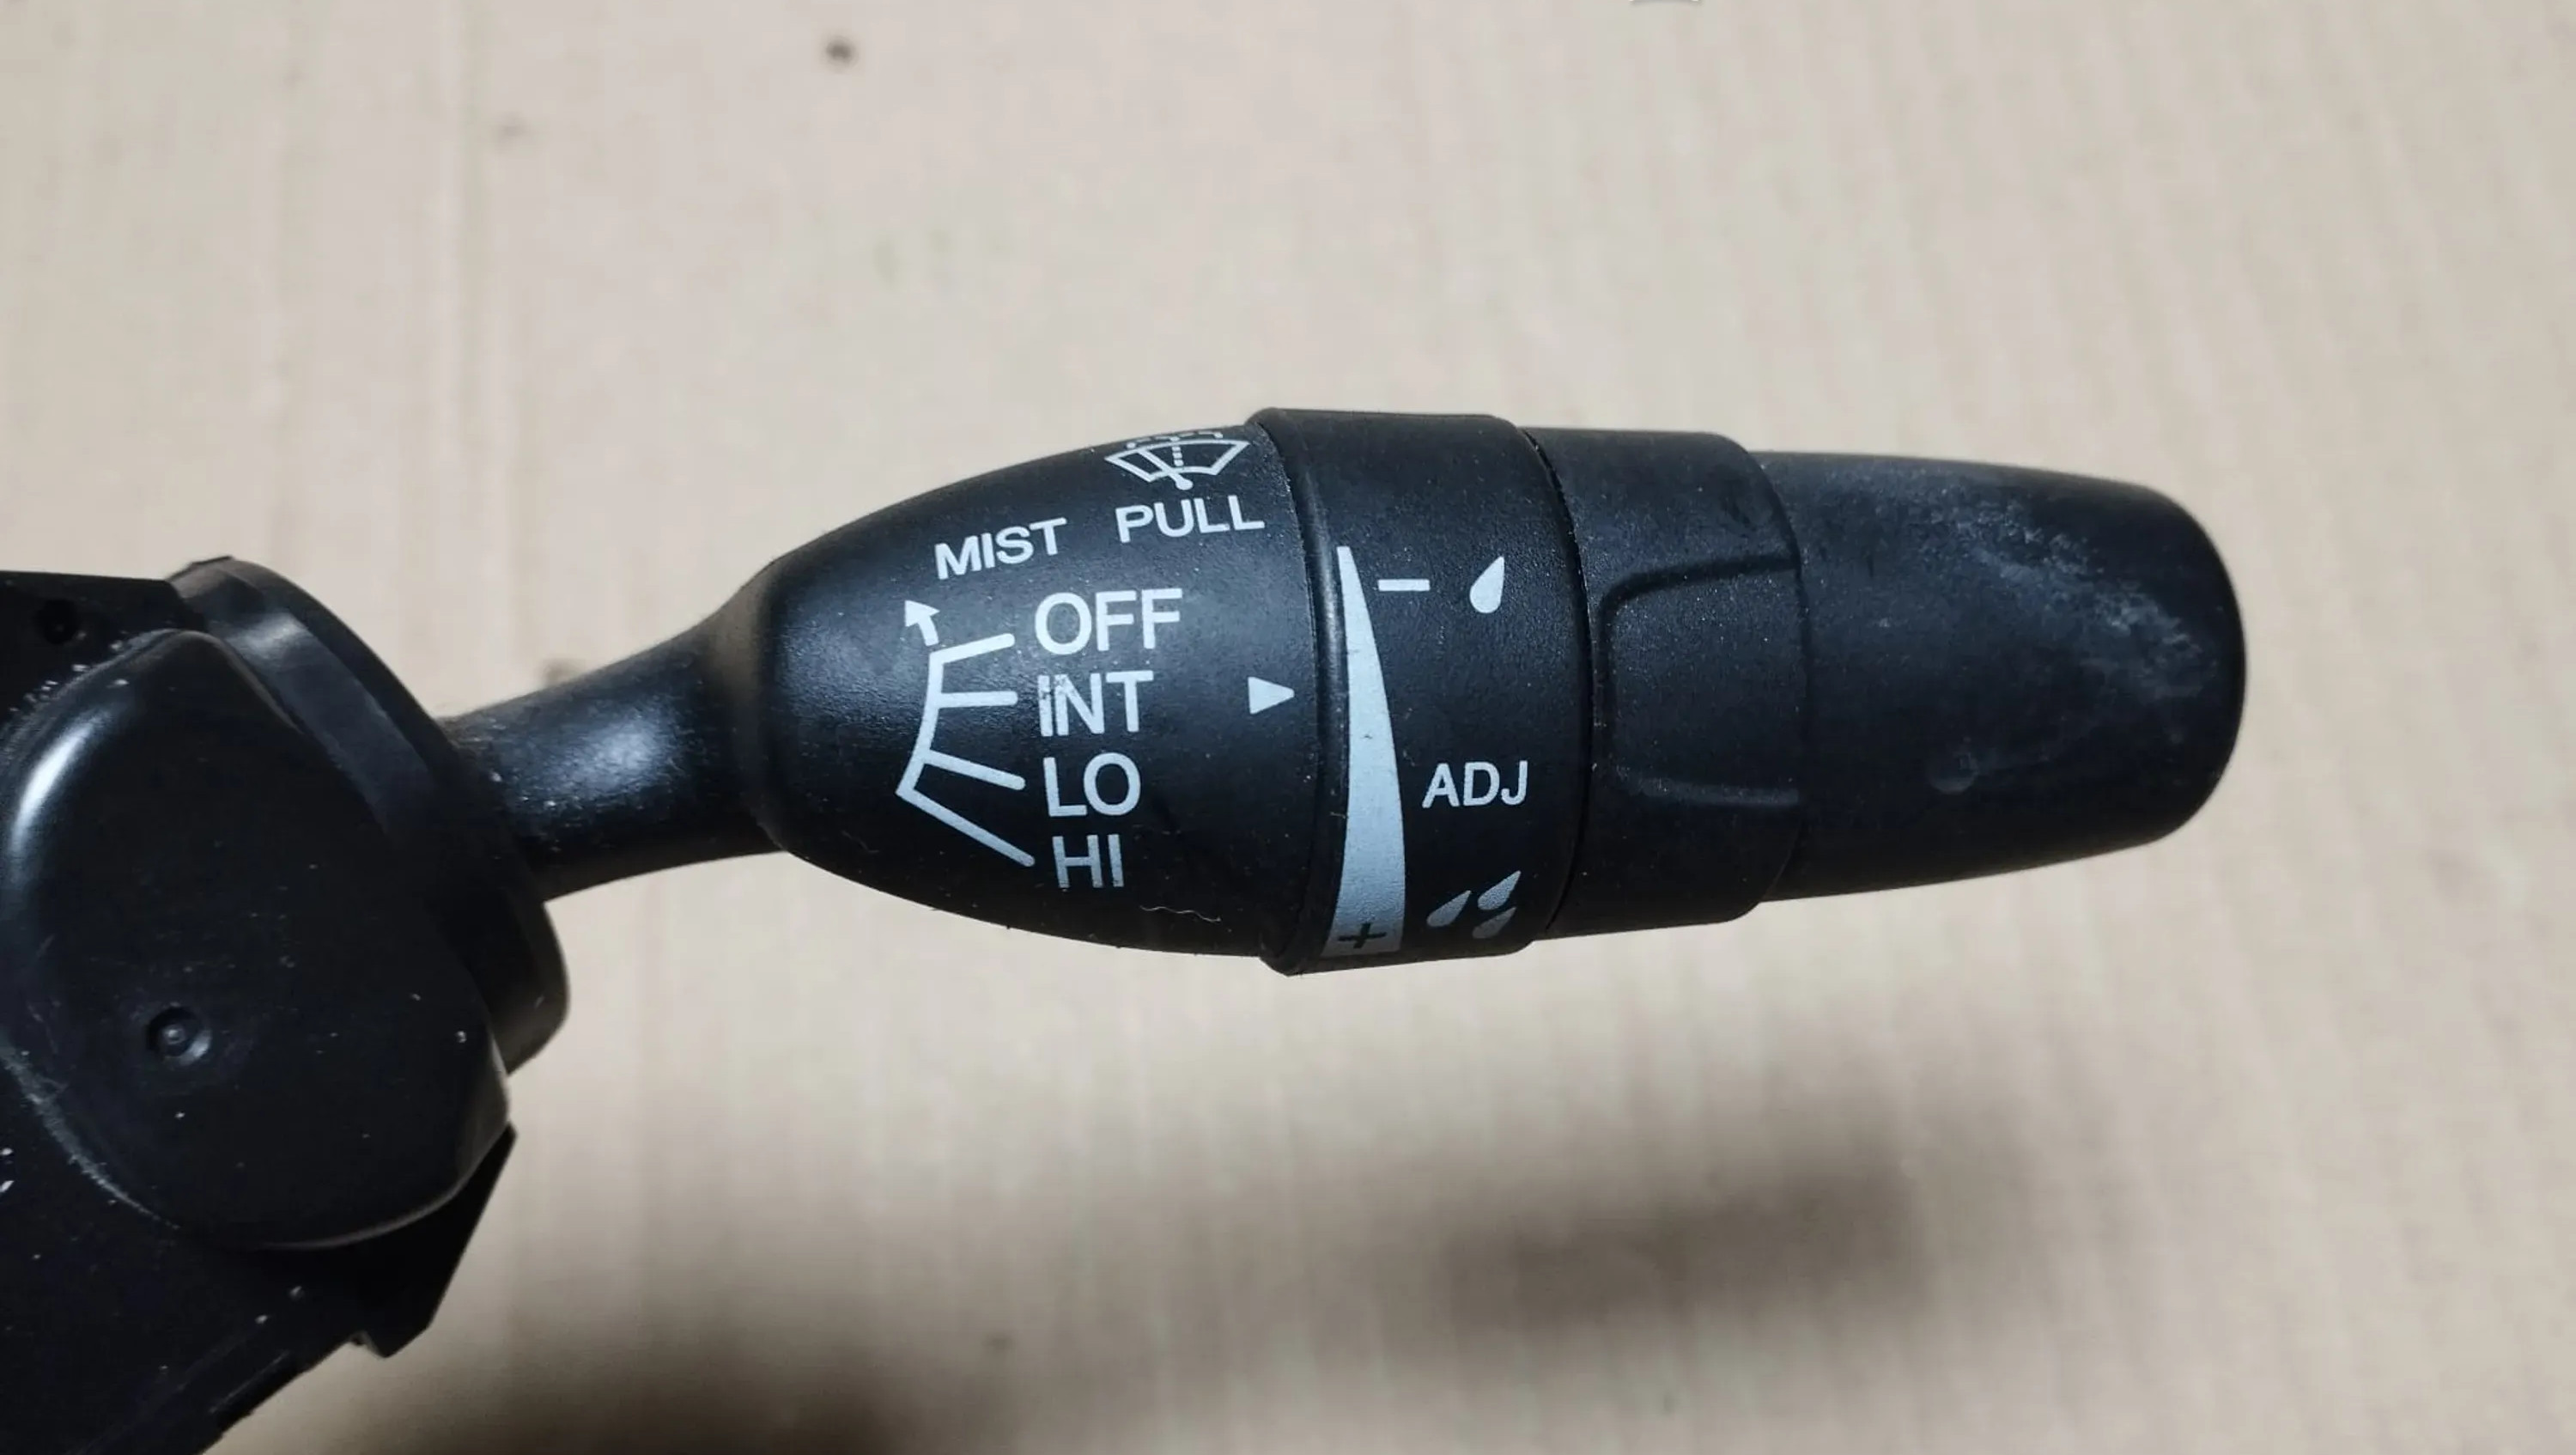 MIST PULL
OFF
INT
LO
HI
−
ADJ
+